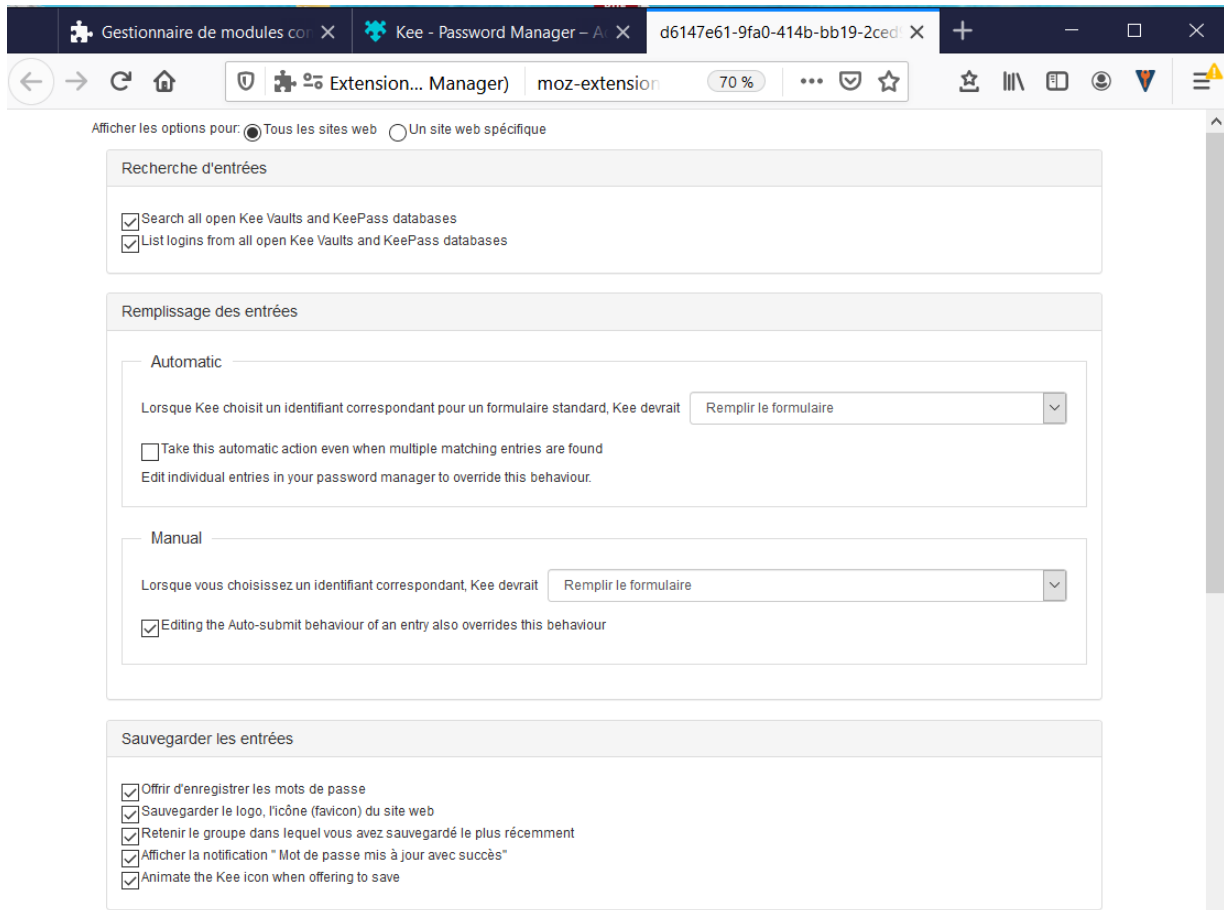 Gestionnaire de modules con
Kee - Password Manager – A
d6147e61-9fa0-414b-bb19-2ced
Extension... Manager) moz-extension 70 %
Afficher les options pour: Tous les sites web Un site web spécifique
Recherche d'entrées
Search all open Kee Vaults and KeePass databases
List logins from all open Kee Vaults and KeePass databases
Remplissage des entrées
Automatic
Lorsque Kee choisit un identifiant correspondant pour un formulaire standard, Kee devrait Remplir le formulaire
Take this automatic action even when multiple matching entries are found
Edit individual entries in your password manager to override this behaviour.
Manual
Lorsque vous choisissez un identifiant correspondant, Kee devrait Remplir le formulaire
Editing the Auto-submit behaviour of an entry also overrides this behaviour
Sauvegarder les entrées
Offrir d'enregistrer les mots de passe
Sauvegarder le logo, l'icône (favicon) du site web
Retenir le groupe dans lequel vous avez sauvegardé le plus récemment
Afficher la notification " Mot de passe mis à jour avec succès"
Animate the Kee icon when offering to save